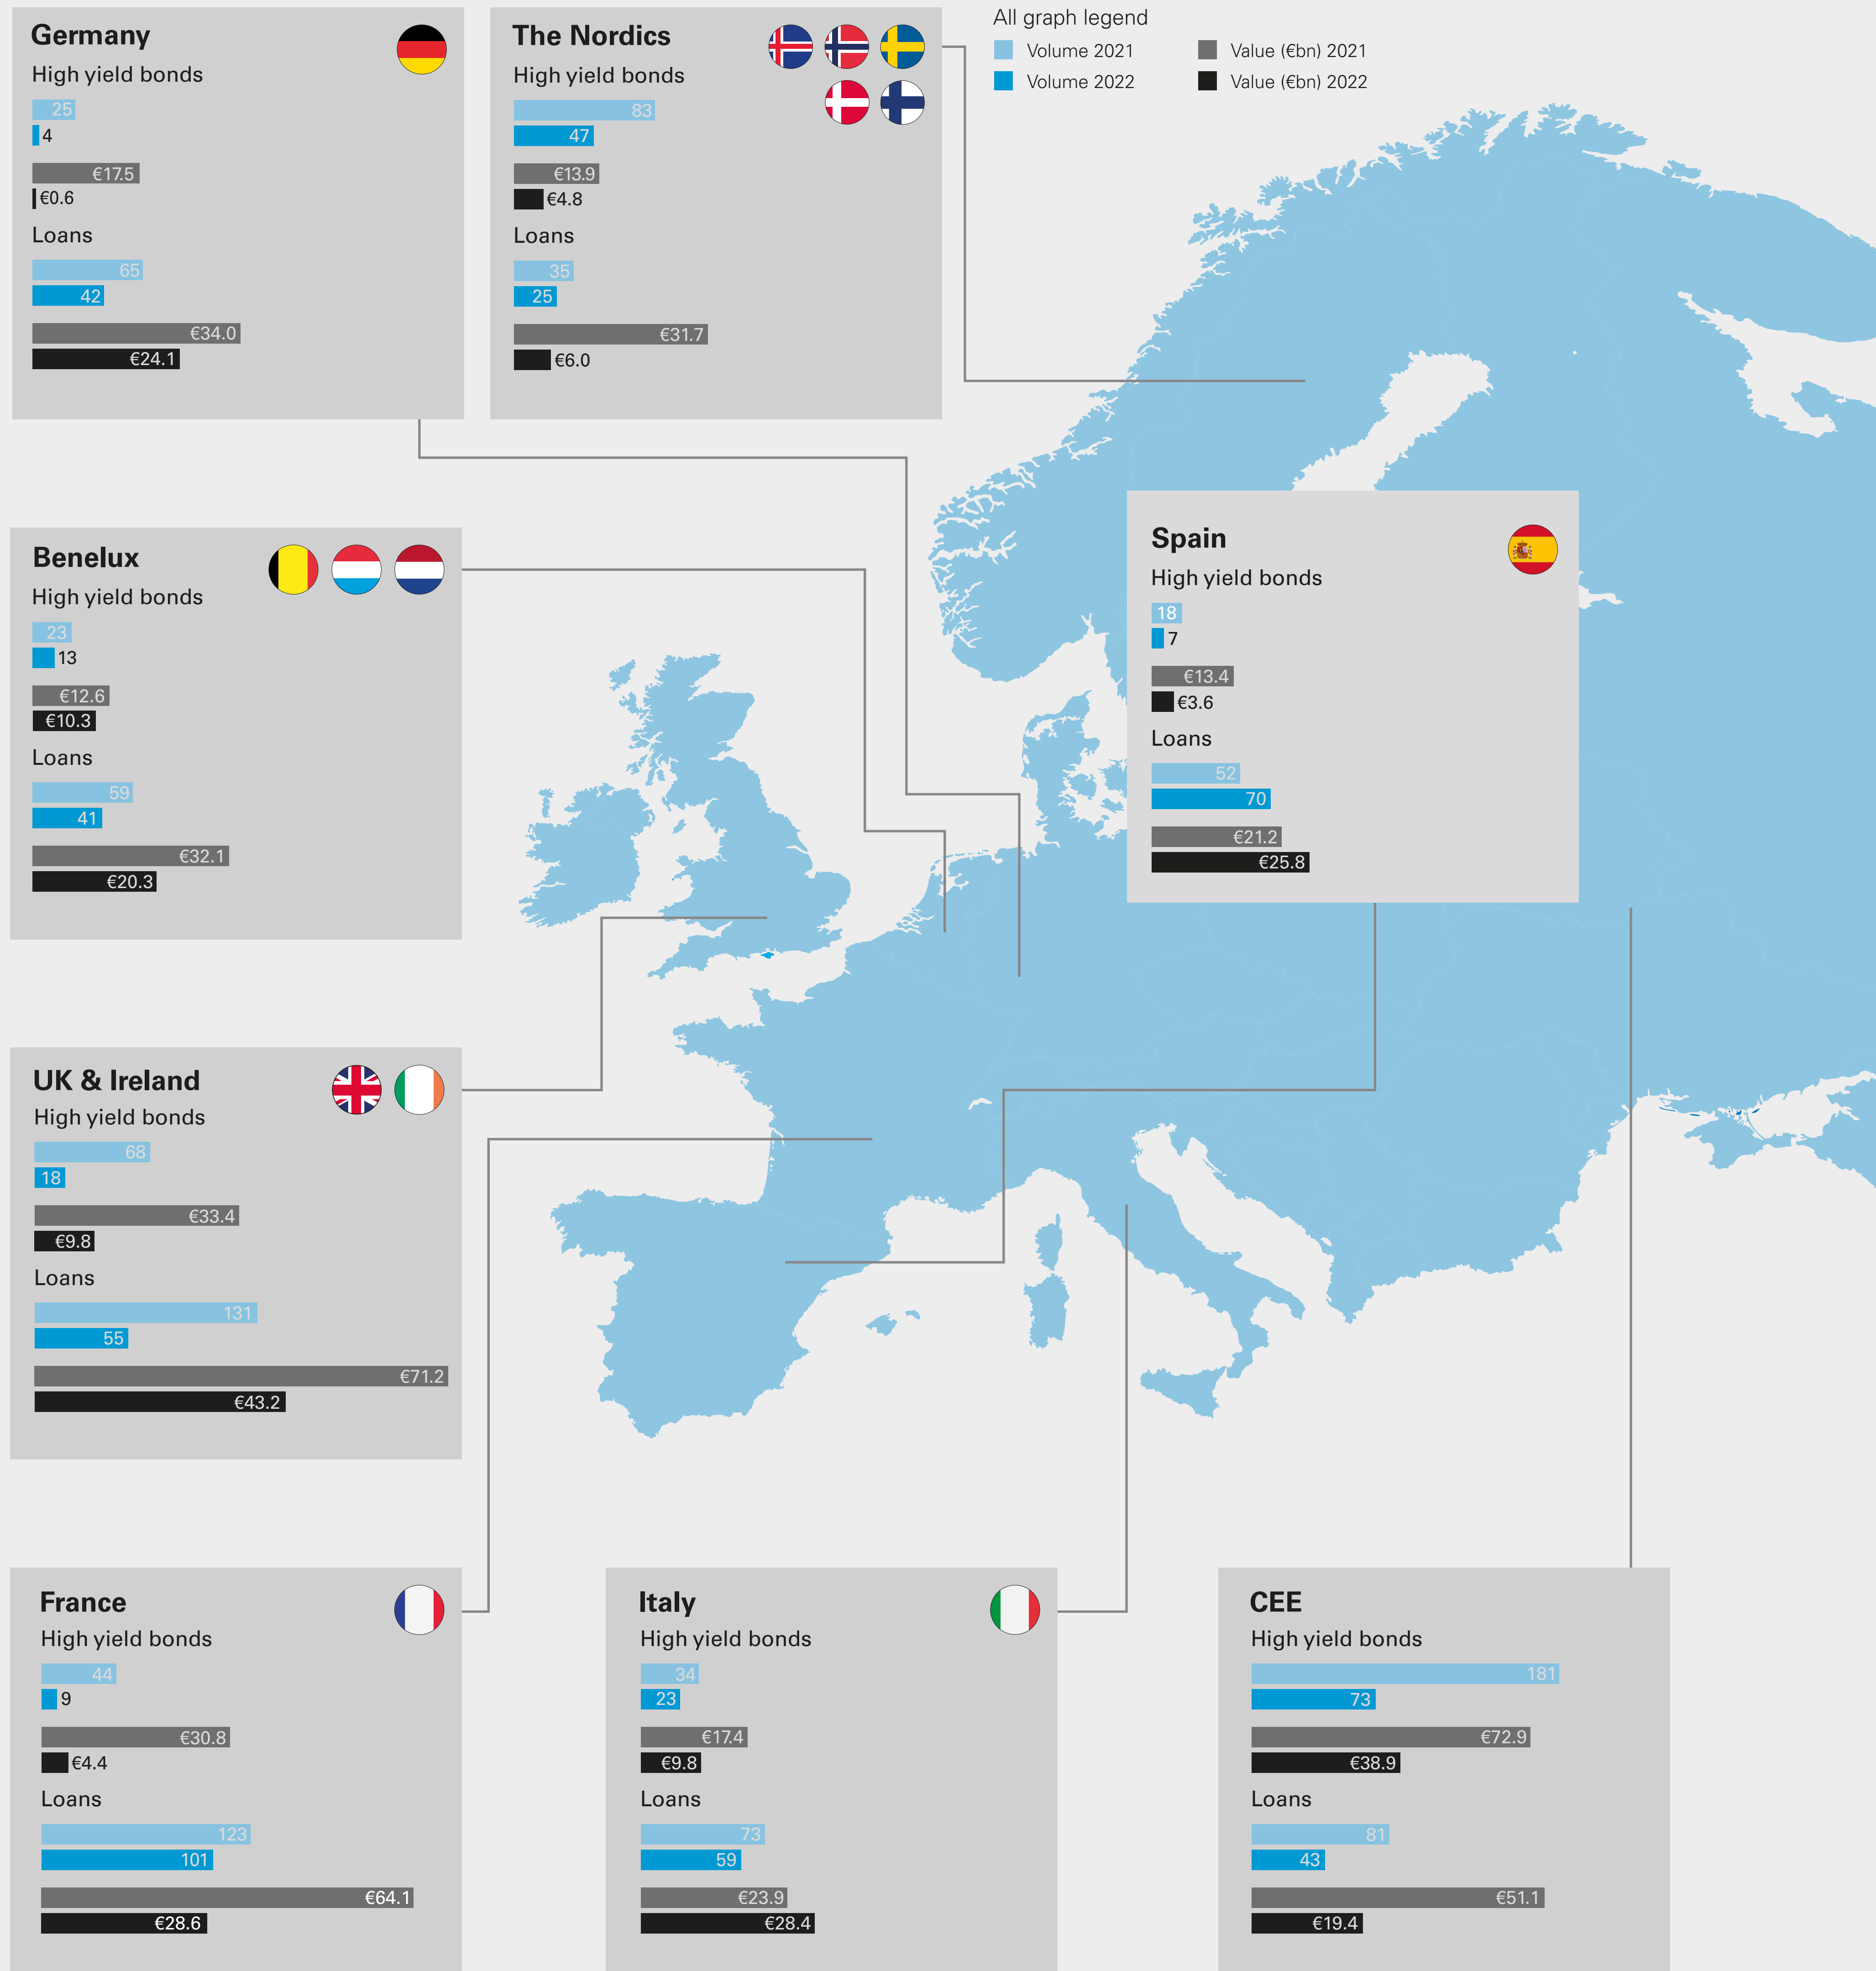 Germany
High yield bonds
25
4
€17.5
€0.6
Loans
65
42
€34.0
€24.1
The Nordics
High yield bonds
83
47
€13.9
€4.8
Loans
35
25
€31.7
€6.0
All graph legend
Volume 2021
Value (€bn) 2021
Volume 2022
Value (€bn) 2022
Benelux
High yield bonds
23
13
€12.6
€10.3
Loans
59
41
€32.1
€20.3
Spain
High yield bonds
18
7
€13.4
€3.6
Loans
52
70
€21.2
€25.8
UK & Ireland
High yield bonds
68
18
€33.4
€9.8
Loans
131
55
€71.2
€43.2
France
High yield bonds
44
9
€30.8
€4.4
Loans
123
101
€64.1
€28.6
Italy
High yield bonds
34
23
€17.4
€9.8
Loans
73
59
€23.9
€28.4
CEE
High yield bonds
181
73
€72.9
€38.9
Loans
81
43
€51.1
€19.4